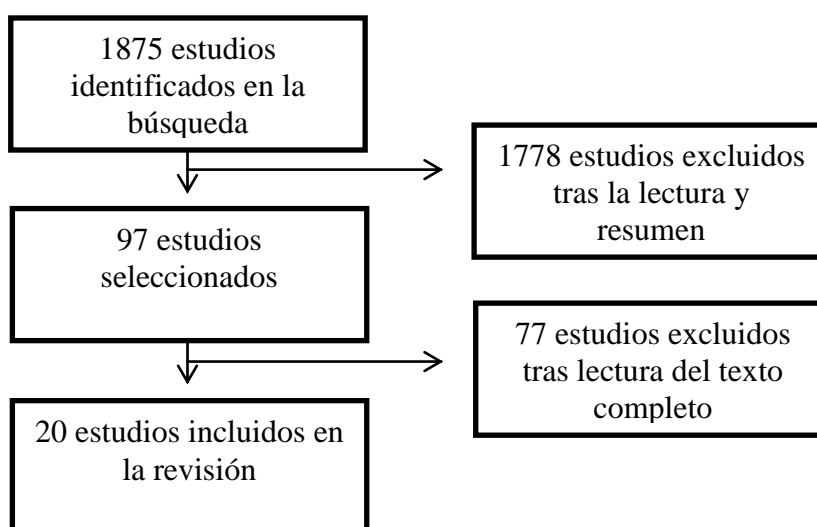 1875 estudios
identificados en la
búsqueda
1778 estudios excluidos
tras la lectura y
resumen
97 estudios
seleccionados
77 estudios excluidos
tras lectura del texto
completo
20 estudios incluidos en
la revisión